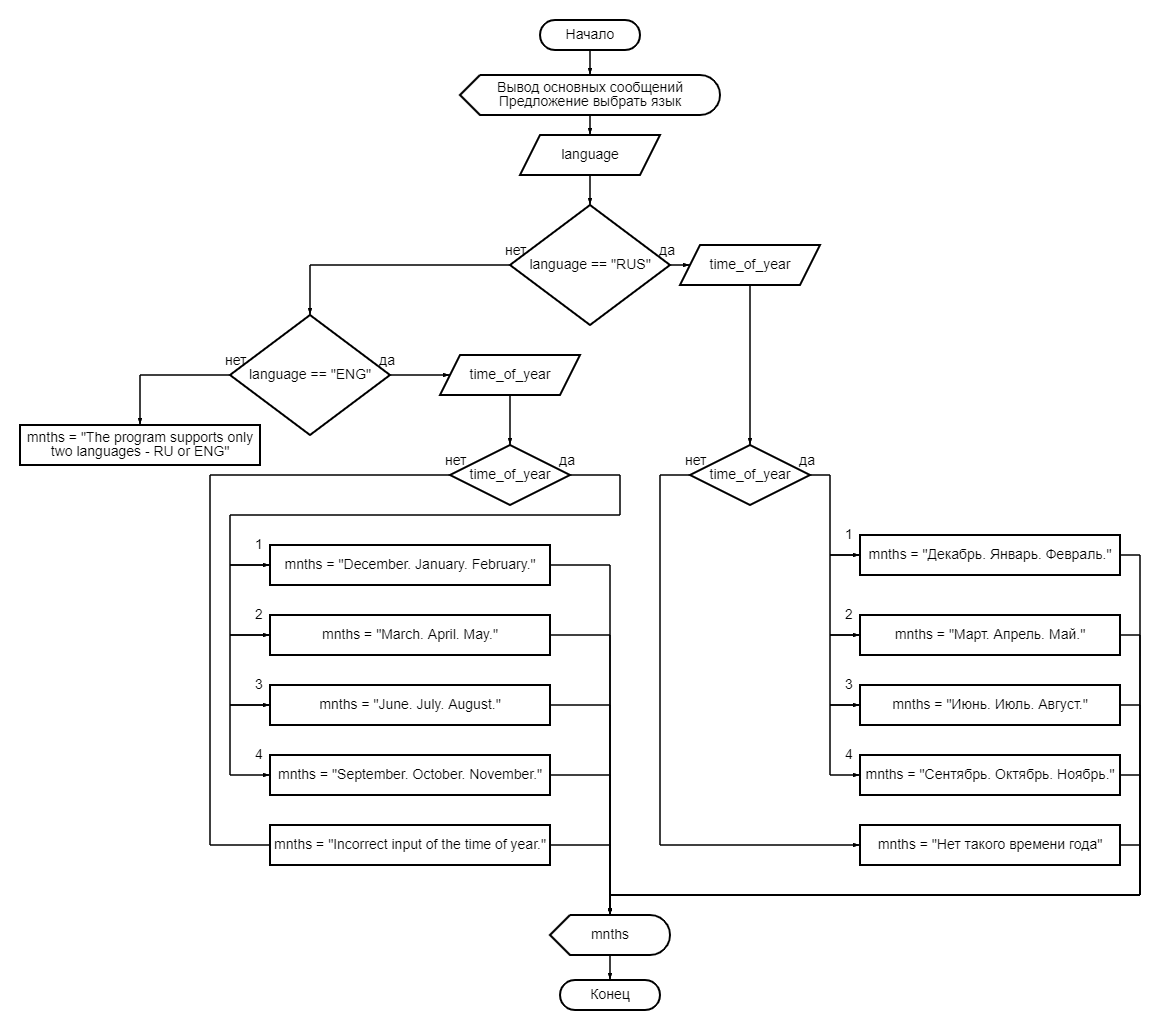 Начало
Вывод основных сообщений
Предложение выбрать язык
language
нет
language == "RUS"
да
time_of_year
нет
language == "ENG"
да
time_of_year
mnths = "The program supports only
two languages - RU or ENG"
нет
time_of_year
да
нет
time_of_year
да
1
mnths = "December. January. February."
2
mnths = "March. April. May."
3
mnths = "June. July. August."
4
mnths = "September. October. November."
mnths = "Incorrect input of the time of year."
1
mnths = "Декабрь. Январь. Февраль."
2
mnths = "Март. Апрель. Май."
3
mnths = "Июнь. Июль. Август."
4
mnths = "Сентябрь. Октябрь. Ноябрь."
mnths = "Нет такого времени года"
mnths
Конец